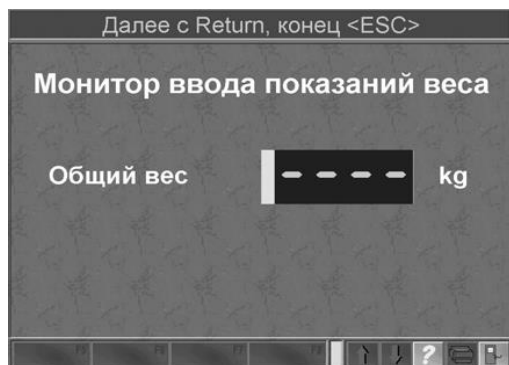 Далее с Return, конец <ESC>
Монитор ввода показаний веса
Общий вес - - - - kg
?